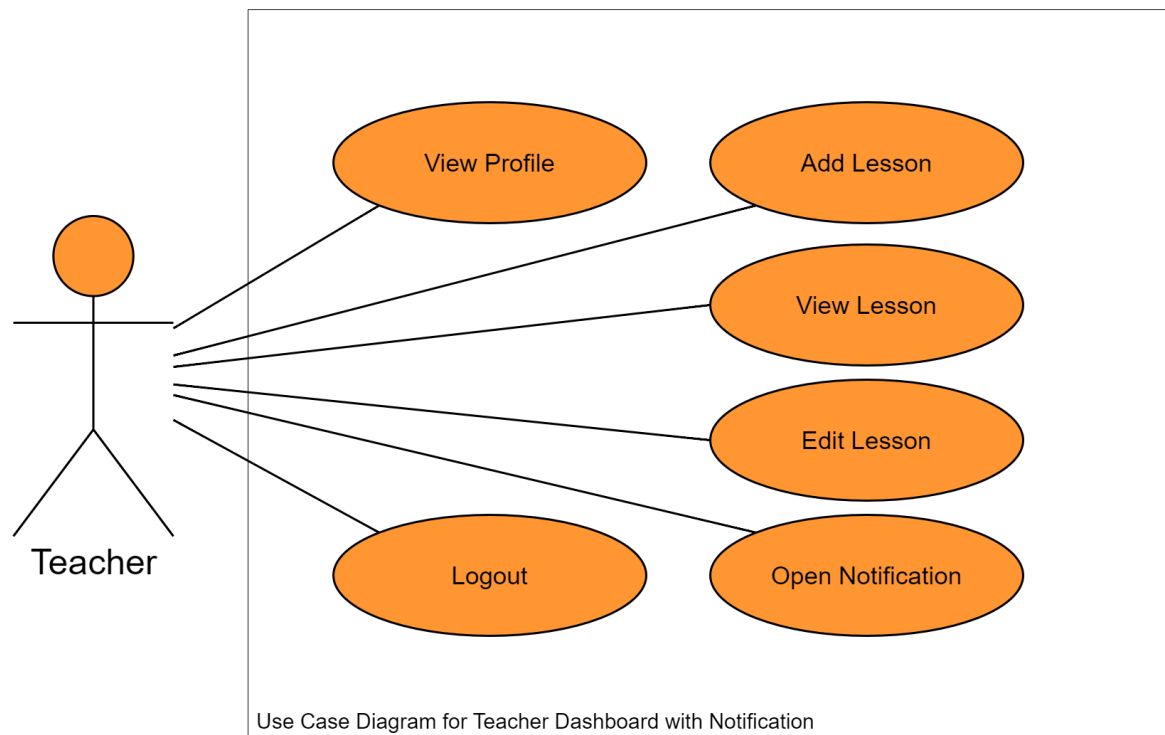 View Profile
Add Lesson
View Lesson
Edit Lesson
Teacher
Logout
Open Notification
Use Case Diagram for Teacher Dashboard with Notification